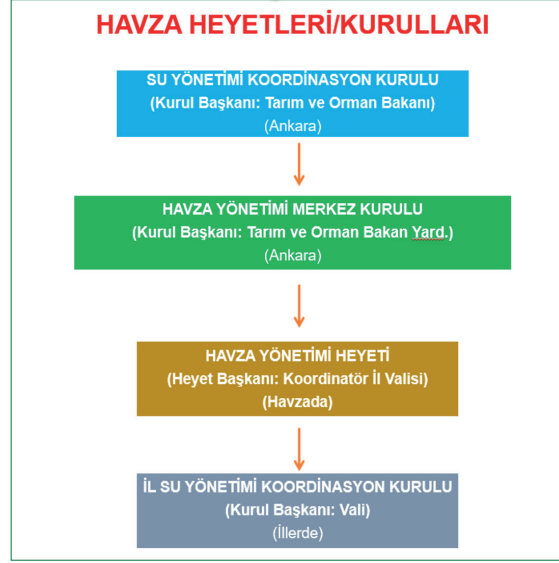 HAVZA HEYETLERİ/KURULLARI
SU YÖNETİMİ KOORDİNASYON KURULU
(Kurul Başkanı: Tarım ve Orman Bakanı)
(Ankara)
HAVZA YÖNETİMİ MERKEZ KURULU
(Kurul Başkanı: Tarım ve Orman Bakan Yard.)
(Ankara)
HAVZA YÖNETİMİ HEYETİ
(Heyet Başkanı: Koordinatör İl Valisi)
(Havzada)
İL SU YÖNETİMİ KOORDİNASYON KURULU
(Kurul Başkanı: Vali)
(İllerde)